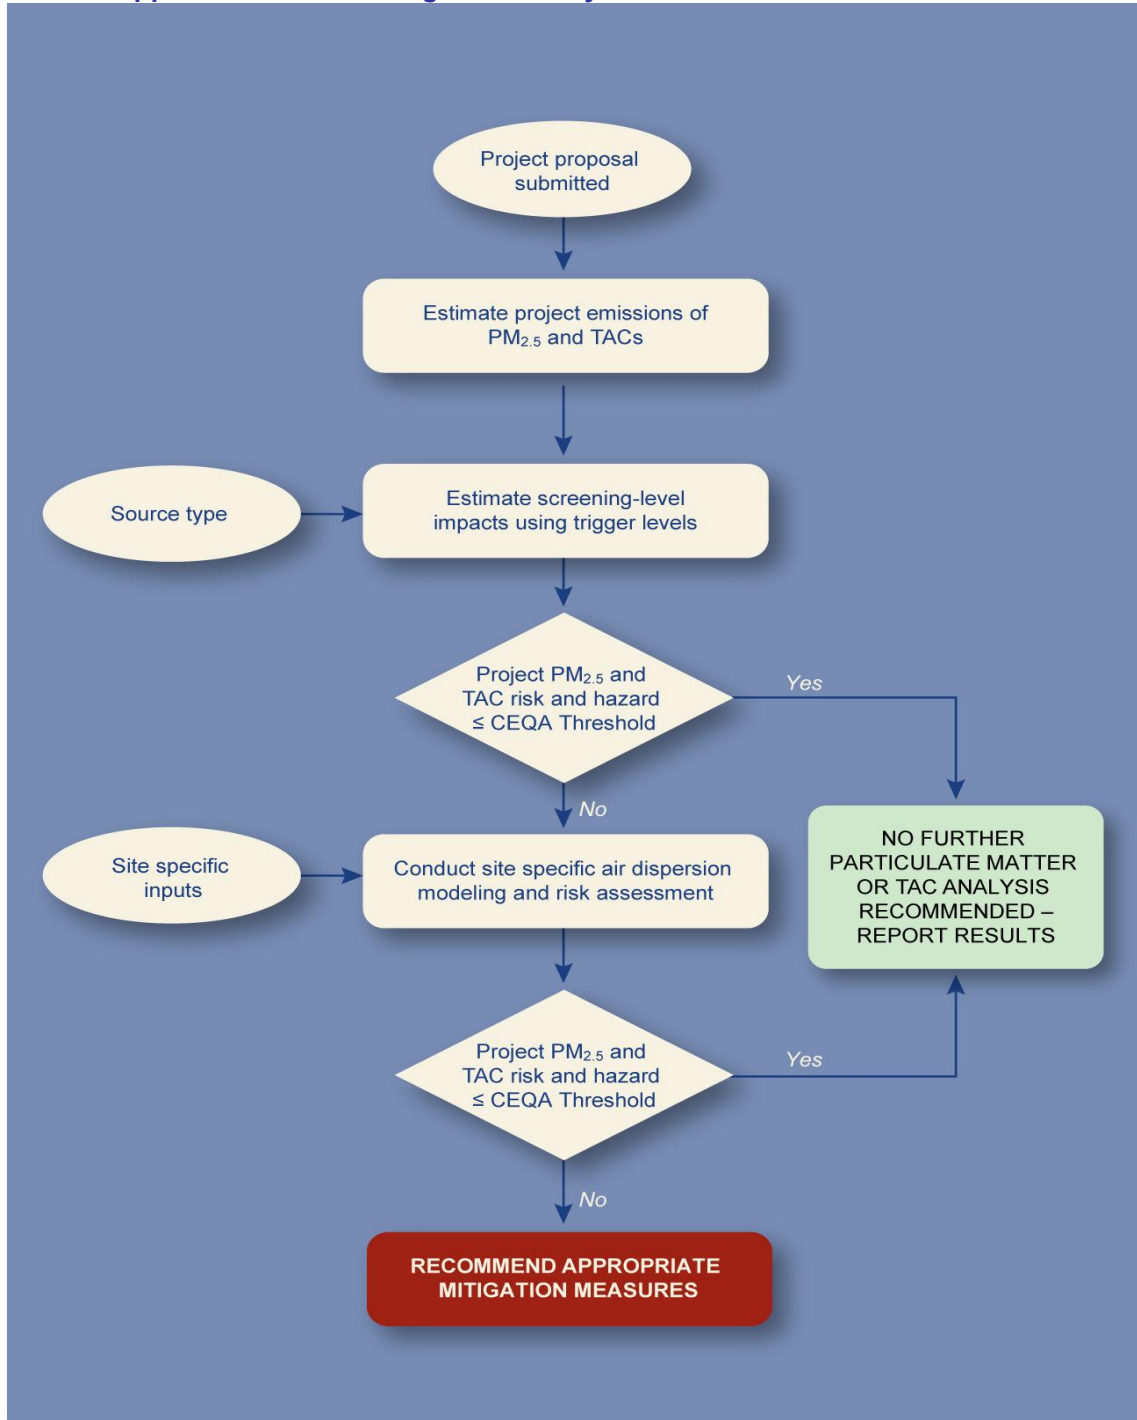 Project proposal
submitted
Estimate project emissions of
PM2.5 and TACs
Source type
Estimate screening-level
impacts using trigger levels
Project PM2.5 and
TAC risk and hazard
≤ CEQA Threshold
Yes
No
Site specific
inputs
Conduct site specific air dispersion
modeling and risk assessment
NO FURTHER
PARTICULATE MATTER
OR TAC ANALYSIS
RECOMMENDED –
REPORT RESULTS
Project PM2.5 and
TAC risk and hazard
≤ CEQA Threshold
Yes
No
RECOMMEND APPROPRIATE
MITIGATION MEASURES